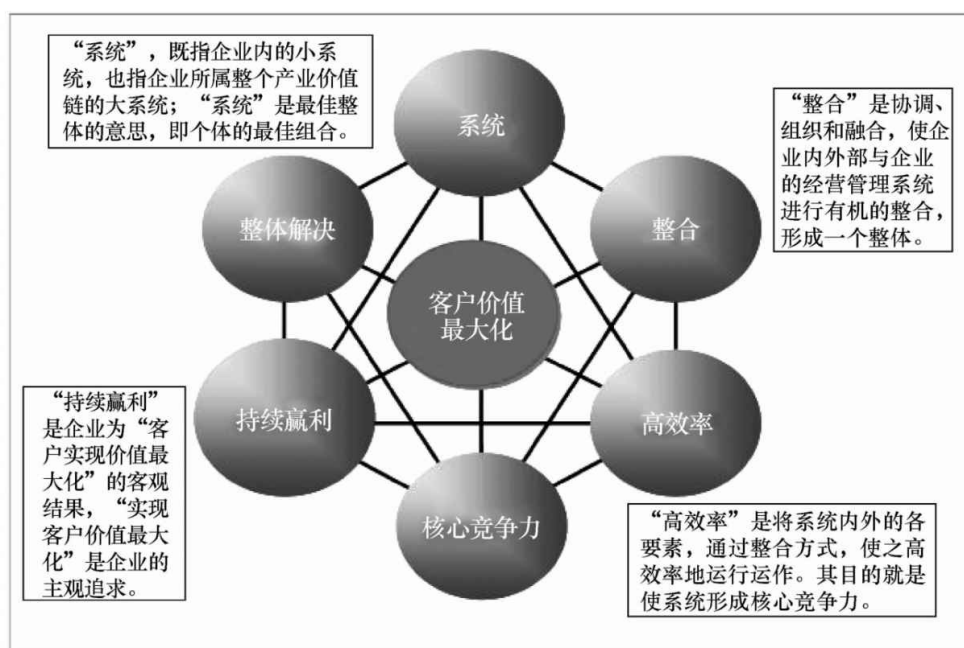 “系统”，既指企业内的小系
统，也指企业所属整个产业价值
链的大系统；“系统”是最佳整
体的意思，即个体的最佳组合。
系统
“整合”是协调、
组织和融合，使企
业内外部与企业
的经营管理系统
进行有机的整合，
形成一个整体。
整体解决
整合
客户价值
最大化
“持续赢利”
是企业为“客
户实现价值最
大化”的客观
结果，“实现
客户价值最大
化”是企业的
主观追求。
持续赢利
高效率
核心竞争力
“高效率”是将系统内外的各
要素，通过整合方式，使之高
效率地运行运作。其目的就是
使系统形成核心竞争力。